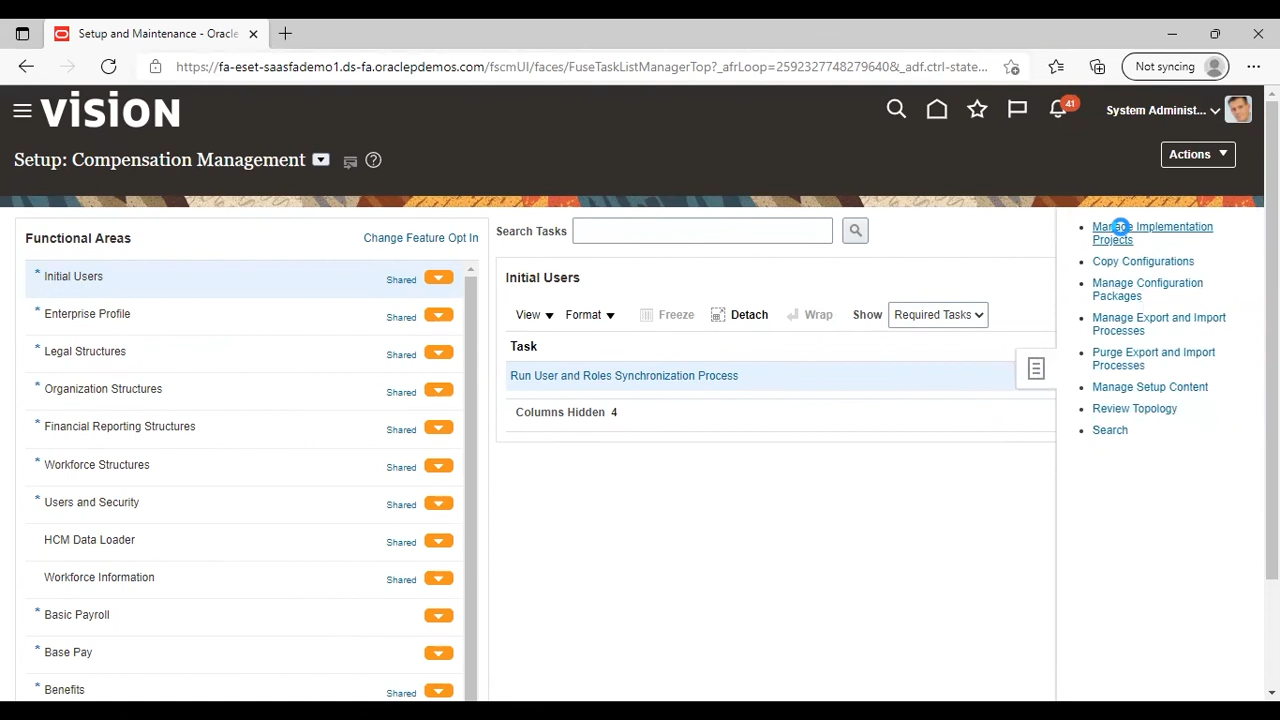 Setup and Maintenance - Oracle
Not syncing
https://fa-eset-saasfademo1.ds-fa.oraclepdemos.com/fscmUI/faces/FuseTaskListManagerTop?_afrLoop=2592327748279640&_adf.ctrl-state...
VISION
41
System Administ...
Setup: Compensation Management
Actions
Functional Areas
Change Feature Opt In
* Initial Users
Shared
* Enterprise Profile
Shared
* Legal Structures
Shared
* Organization Structures
Shared
* Financial Reporting Structures
Shared
* Workforce Structures
Shared
* Users and Security
Shared
HCM Data Loader
Shared
Workforce Information
Shared
* Basic Payroll
* Base Pay
* Benefits
Shared
Search Tasks
Initial Users
View
Format
Freeze
Detach
Wrap
Show
Required Tasks
Task
Run User and Roles Synchronization Process
Columns Hidden 4
Manage Implementation
Projects
Copy Configurations
Manage Configuration
Packages
Manage Export and Import
Processes
Purge Export and Import
Processes
Manage Setup Content
Review Topology
Search